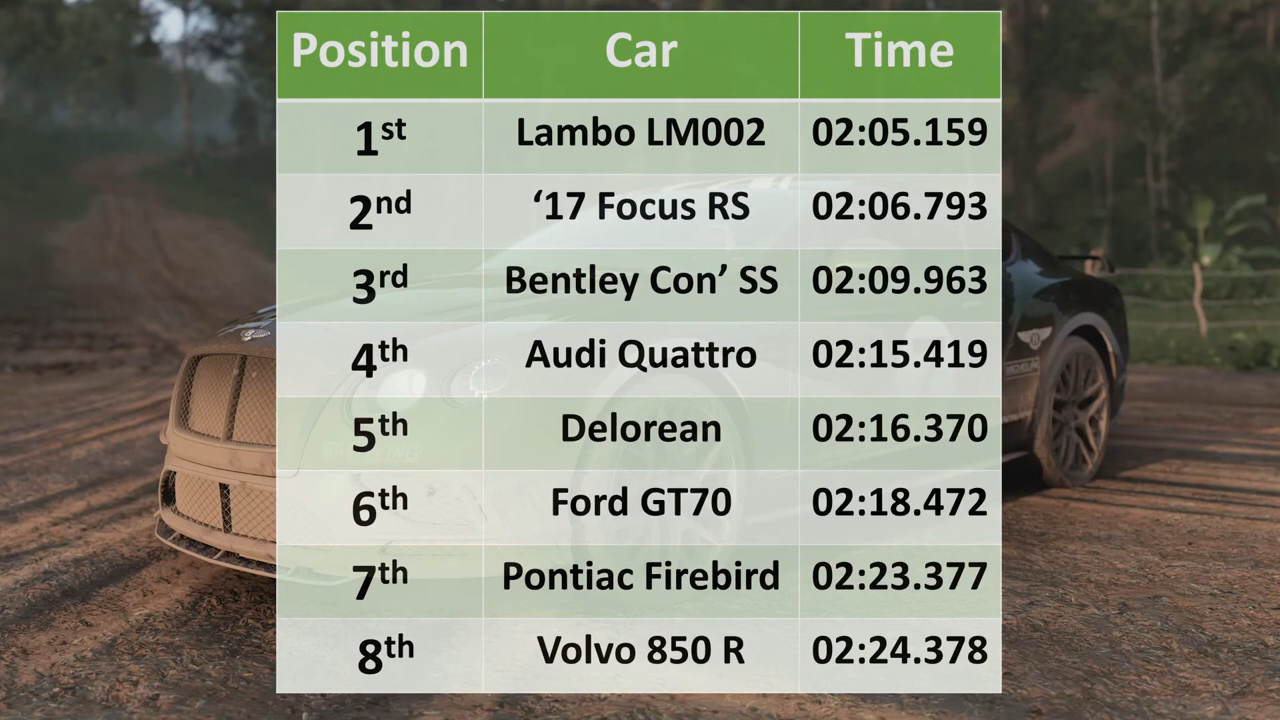 Position Car Time
1st Lambo LM002 02:05.159
2nd ‘17 Focus RS 02:06.793
3rd Bentley Con’ SS 02:09.963
4th Audi Quattro 02:15.419
5th Delorean 02:16.370
6th Ford GT70 02:18.472
7th Pontiac Firebird 02:23.377
8th Volvo 850 R 02:24.378